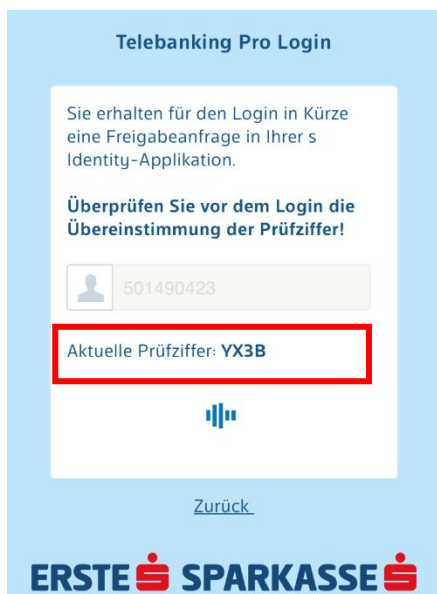 Telebanking Pro Login
Sie erhalten für den Login in Kürze
eine Freigabeanfrage in Ihrer s
Identity-Applikation.
Überprüfen Sie vor dem Login die
Übereinstimmung der Prüfziffer!
501490423
Aktuelle Prüfziffer: YX3B
Zurück
ERSTE SPARKASSE